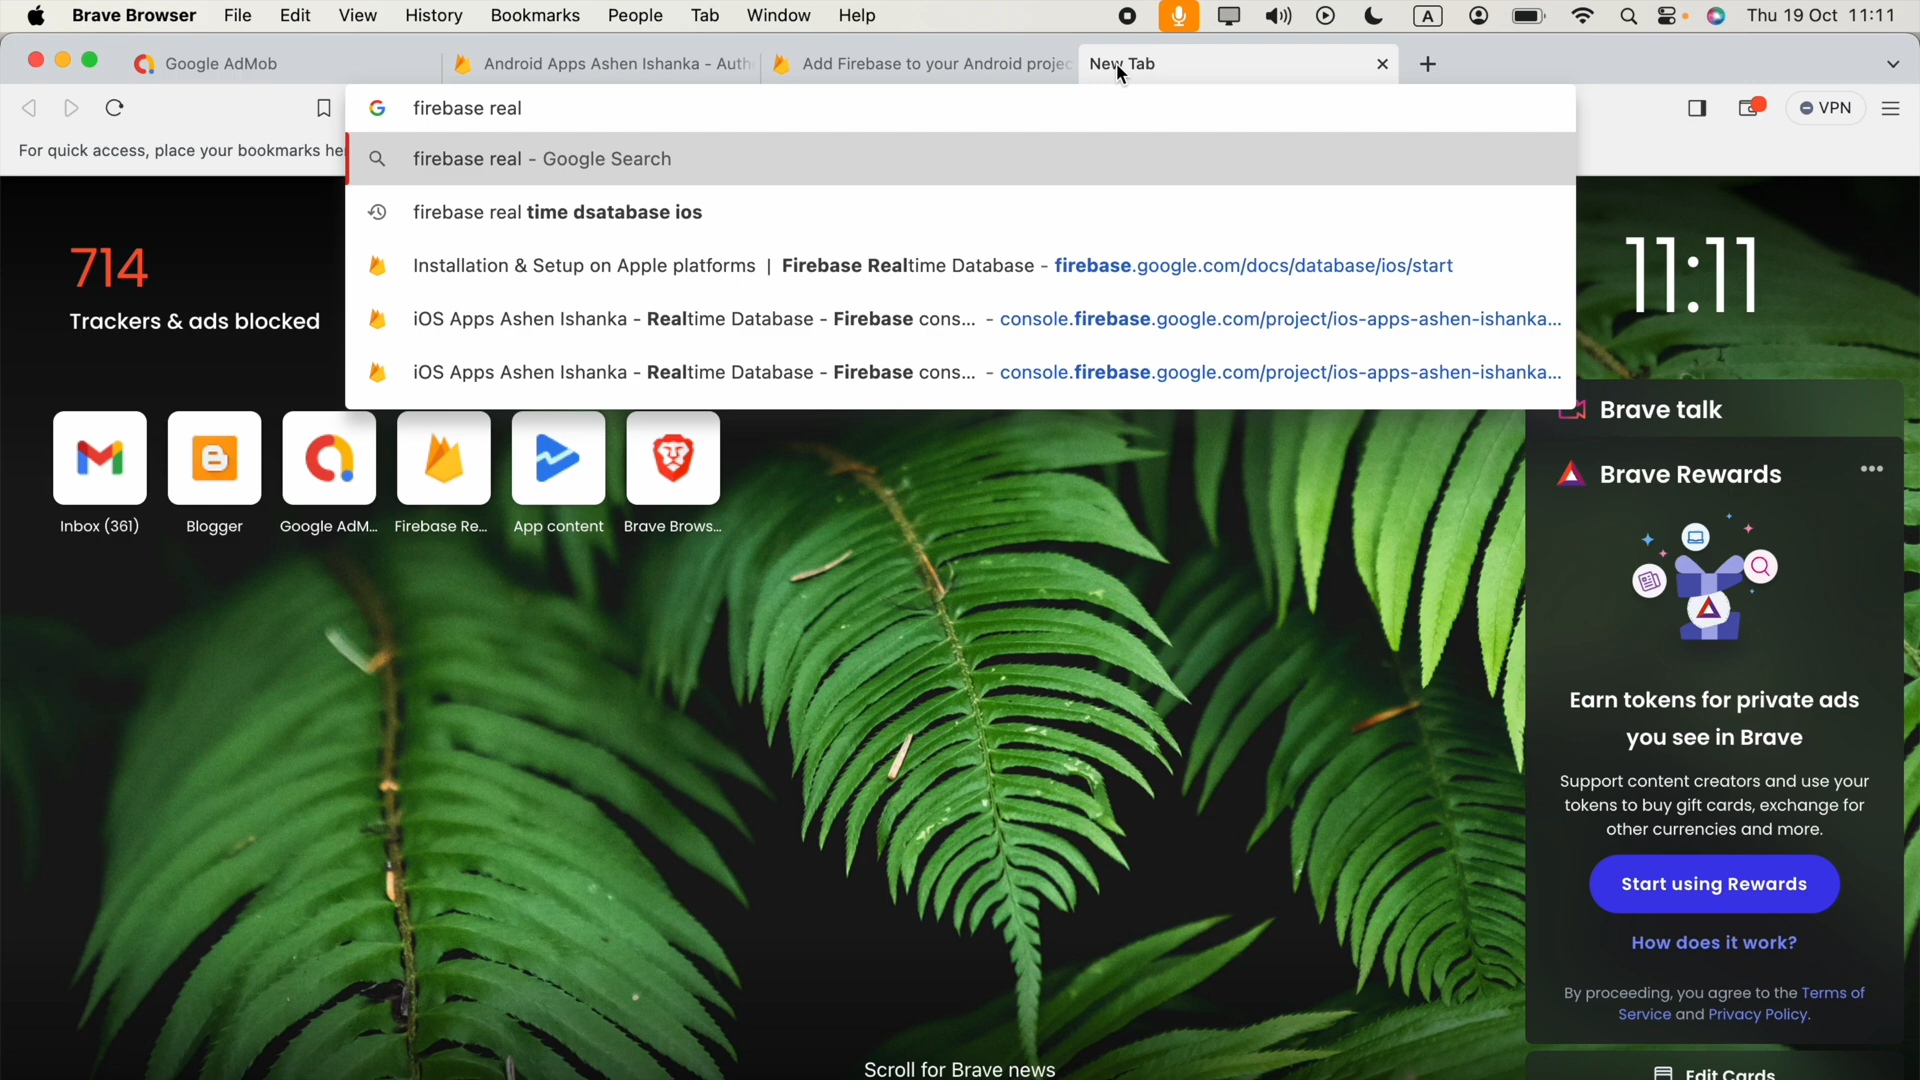 Brave Browser File Edit View History Bookmarks People Tab Window Help A Thu 19 Oct 11:11
Google AdMob Android Apps Ashen Ishanka - Auth Add Firebase to your Android projec New Tab
firebase real VPN
For quick access, place your bookmarks he
firebase real - Google Search
firebase real time dsatabase ios
Installation & Setup on Apple platforms | Firebase Realtime Database - firebase.google.com/docs/database/ios/start
iOS Apps Ashen Ishanka - Realtime Database - Firebase cons... - console.firebase.google.com/project/ios-apps-ashen-ishanka...
iOS Apps Ashen Ishanka - Realtime Database - Firebase cons... - console.firebase.google.com/project/ios-apps-ashen-ishanka...
714
Trackers & ads blocked
11:11
Inbox (361) Blogger Google AdM... Firebase Re... App content Brave Brows...
Brave talk
Brave Rewards
Earn tokens for private ads
you see in Brave
Support content creators and use your
tokens to buy gift cards, exchange for
other currencies and more.
Start using Rewards
How does it work?
By proceeding, you agree to the Terms of
Service and Privacy Policy.
Scroll for Brave news
Edit Cards